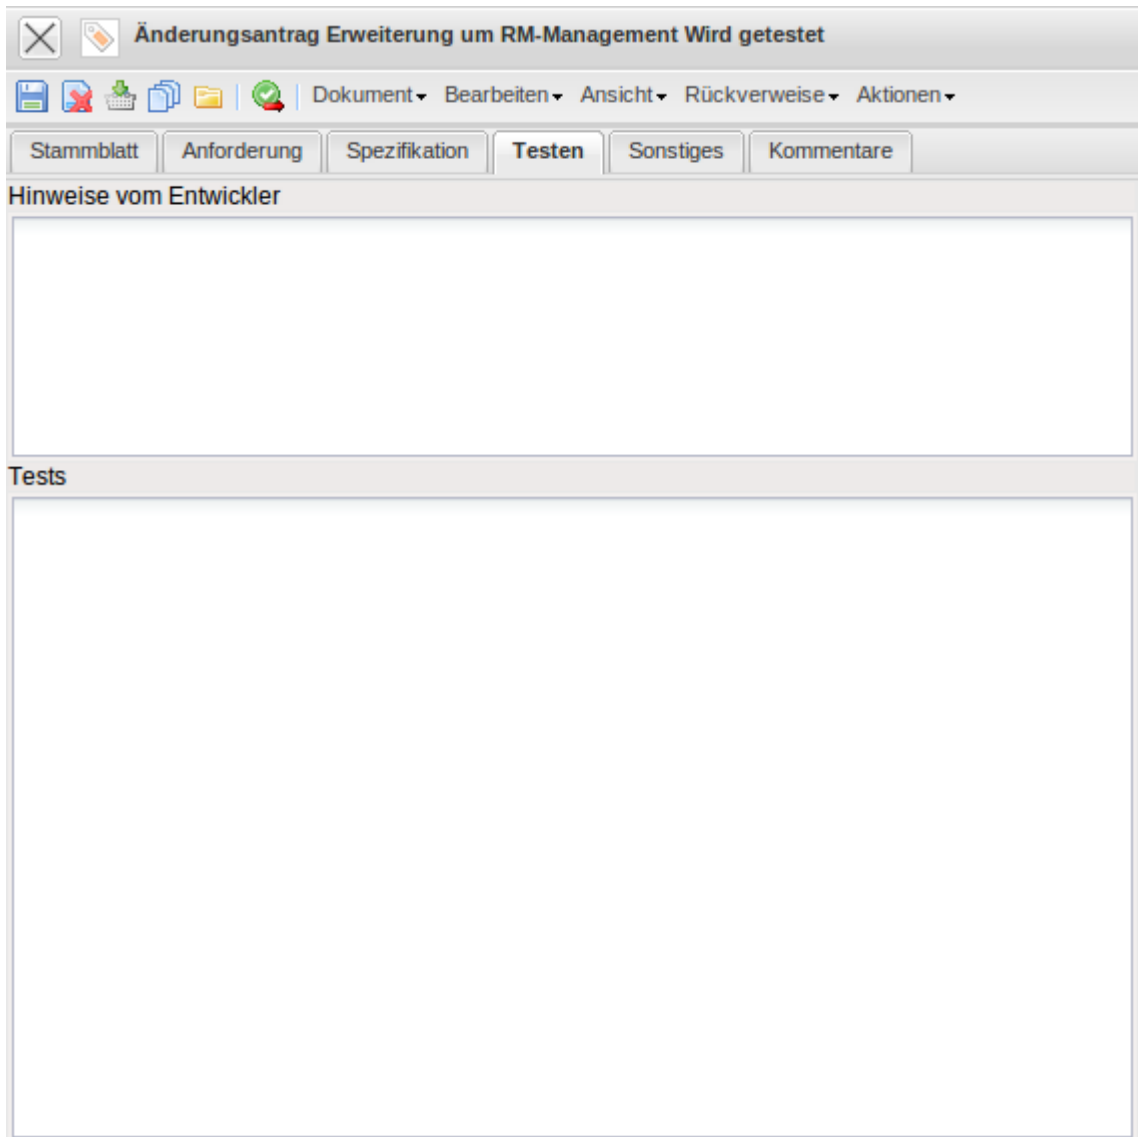 Änderungsantrag Erweiterung um RM-Management Wird getestet
Dokument Bearbeiten Ansicht Rückverweise Aktionen
Stammblatt Anforderung Spezifikation Testen Sonstiges Kommentare
Hinweise vom Entwickler
Tests